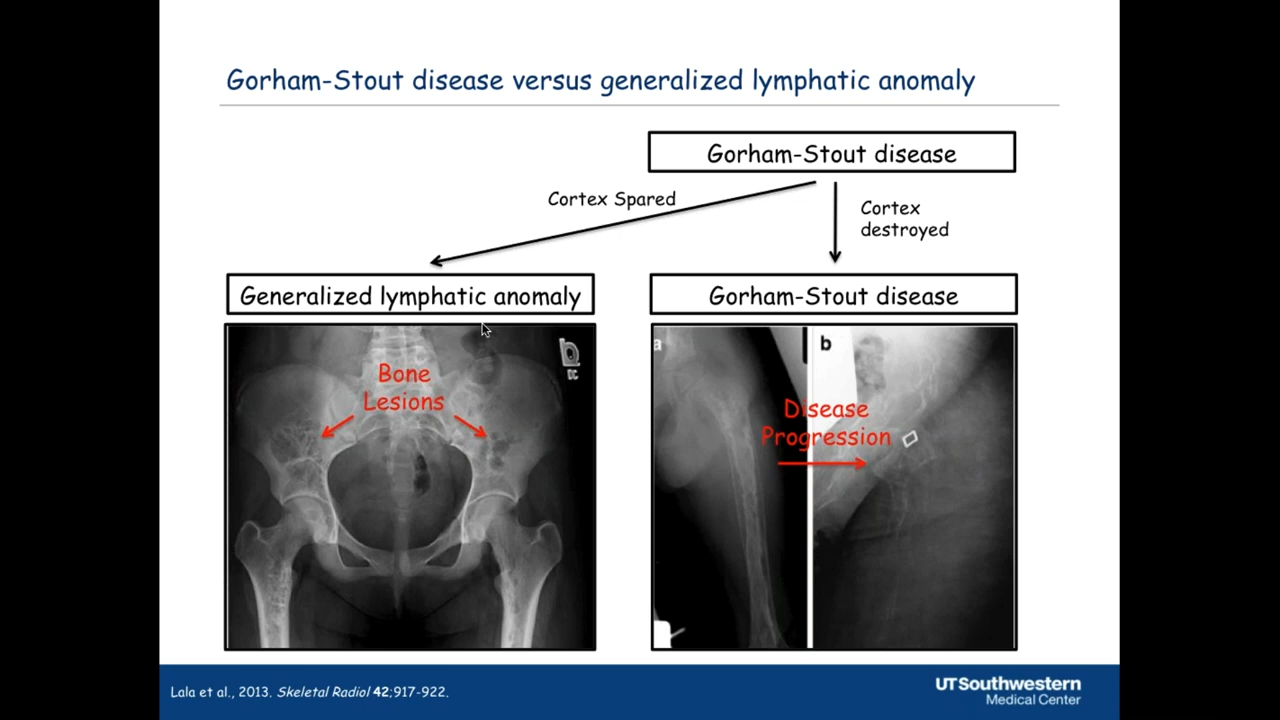 Gorham-Stout disease versus generalized lymphatic anomaly
Gorham-Stout disease
Cortex Spared
Cortex
destroyed
Generalized lymphatic anomaly
Gorham-Stout disease
Bone
Lesions
a
b
Disease
Progression
Lala et al., 2013. Skeletal Radiol 42;917-922.
UTSouthwestern
Medical Center